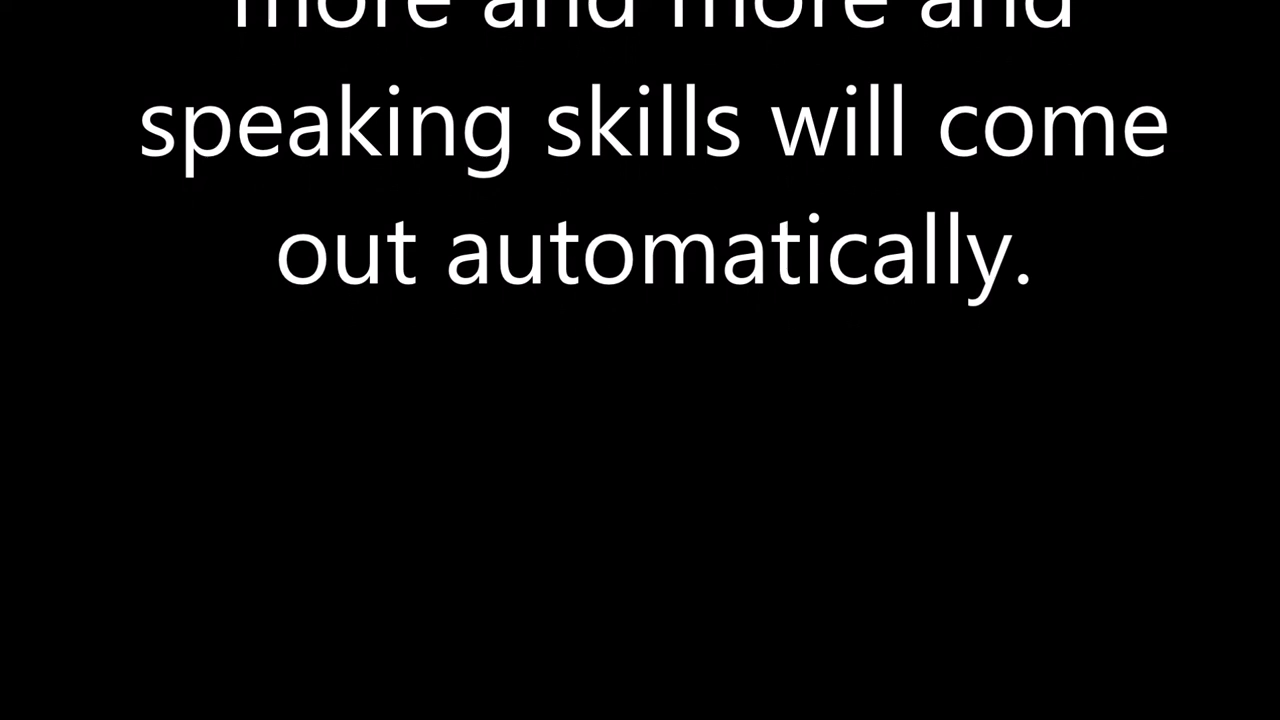 more and more and
speaking skills will come
out automatically.